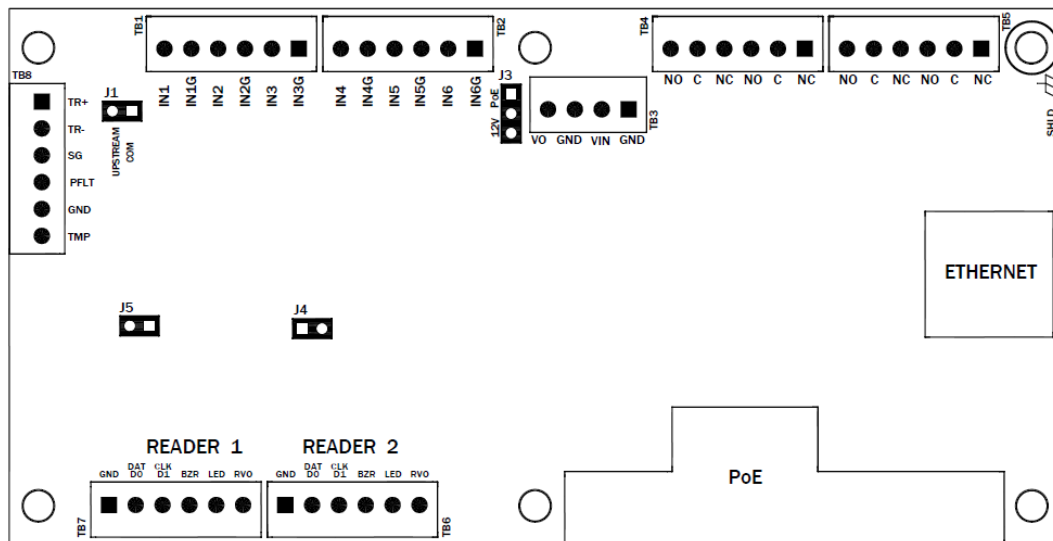 TB1
TB2
TB4
TB5
IN1 IN1G IN2 IN2G IN3 IN3G
IN4 IN4G IN5 IN5G IN6 IN6G
NO C NC NO C NC
NO C NC NO C NC
TB8
TR+
TR-
SG
PFLT
GND
TMP
J1
UPSTREAM
COM
J3
PoE
12V
VO GND VIN GND
TB3
SHLD
ETHERNET
J5
J4
READER 1
GND DAT CLK BZR LED RVO
D0 D1
TB7
READER 2
GND DAT CLK BZR LED RVO
D0 D1
TB6
PoE